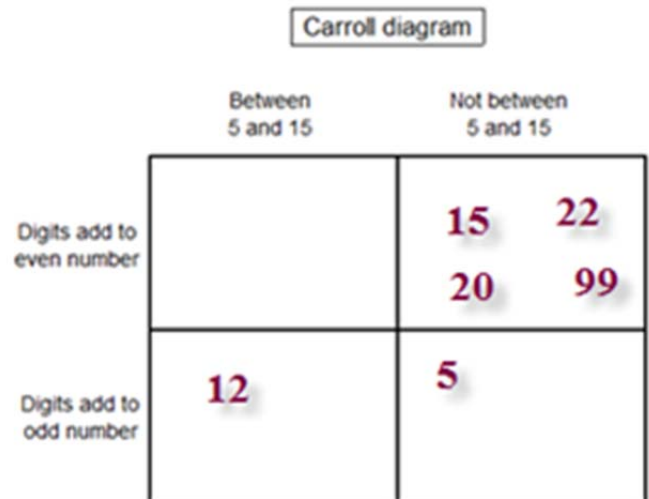 Carroll diagram
Between
5 and 15
Not between
5 and 15
Digits add to
even number
15 22
20 99
Digits add to
odd number
12 5